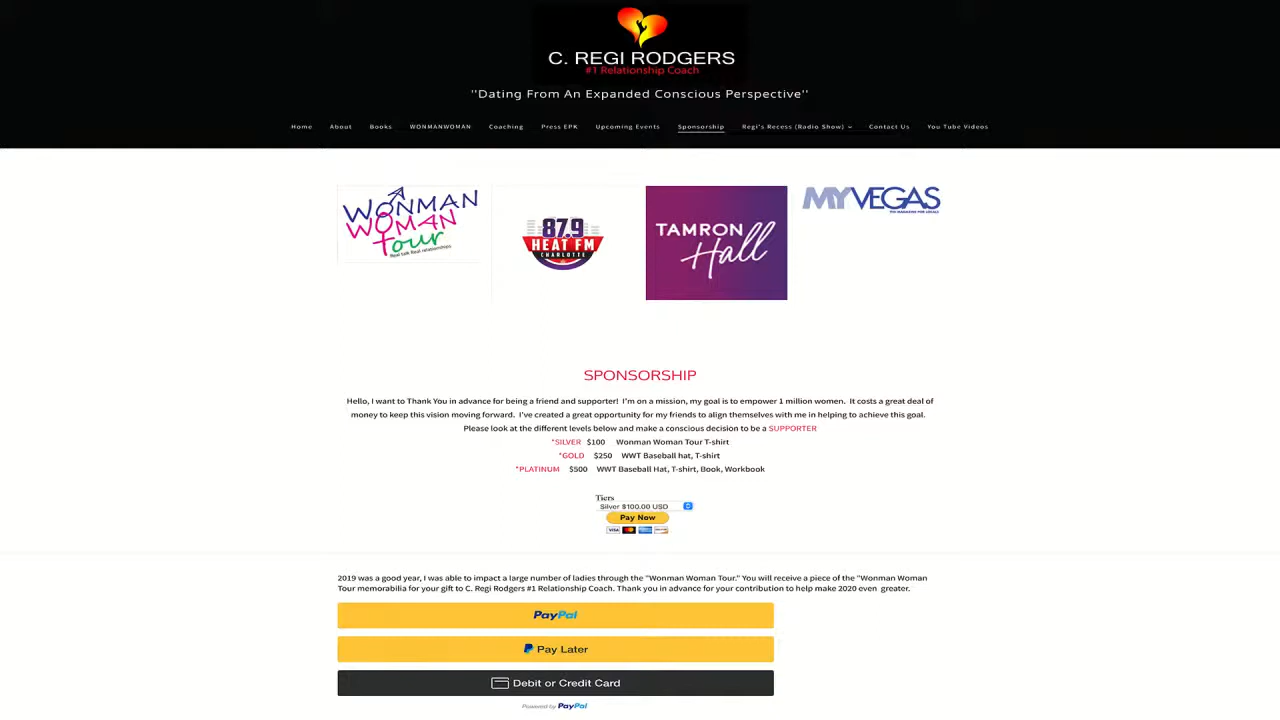 C. REGI RODGERS
#1 Relationship Coach
''Dating From An Expanded Conscious Perspective''
Home About Books WONMANWOMAN Coaching Press EPK Upcoming Events Sponsorship Regi's Recess (Radio Show) Contact Us You Tube Videos
WONMAN
WOMAN
tour
Real talk Real relationships
87.9
HEAT FM
CHARLOTTE
TAMRON
Hall
MYVEGAS
THE MAGAZINE FOR LOCALS
SPONSORSHIP
Hello, I want to Thank You in advance for being a friend and supporter! I'm on a mission, my goal is to empower 1 million women. It costs a great deal of
money to keep this vision moving forward. I've created a great opportunity for my friends to align themselves with me in helping to achieve this goal.
Please look at the different levels below and make a conscious decision to be a SUPPORTER
*SILVER $100 Wonman Woman Tour T-shirt
*GOLD $250 WWT Baseball hat, T-shirt
*PLATINUM $500 WWT Baseball Hat, T-shirt, Book, Workbook
Tiers
Silver $100.00 USD
Pay Now
VISA
2019 was a good year, I was able to impact a large number of ladies through the "Wonman Woman Tour." You will receive a piece of the "Wonman Woman
Tour memorabilia for your gift to C. Regi Rodgers #1 Relationship Coach. Thank you in advance for your contribution to help make 2020 even greater.
PayPal
Pay Later
Debit or Credit Card
Powered by PayPal